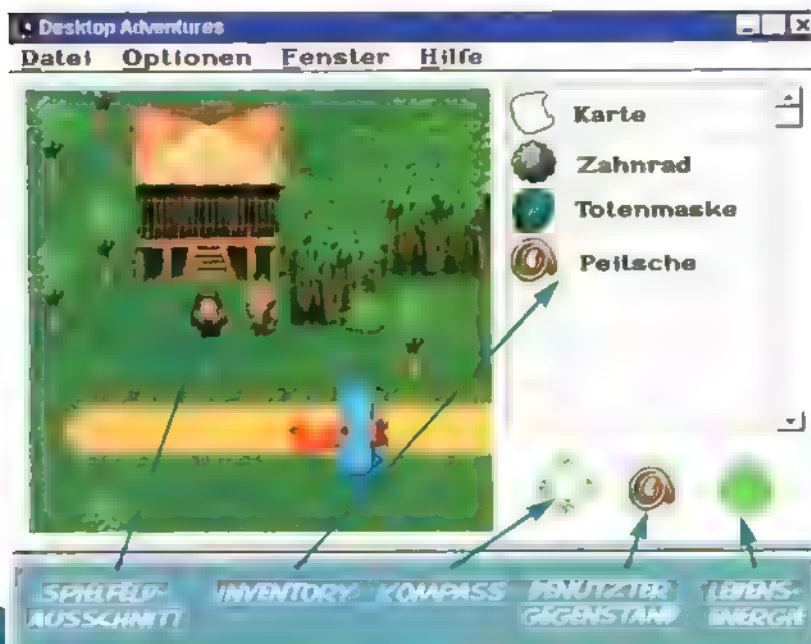 Desktop Adventures
Datei Optionen Fenster Hilfe
Karte
Zahnrad
Totenmaske
Peitsche
SPIELFELD-
AUSSCHNITT
INVENTORY
KOMPASS
BENUTZTER
GEGENSTAND
LEBENS-
ENERGIE